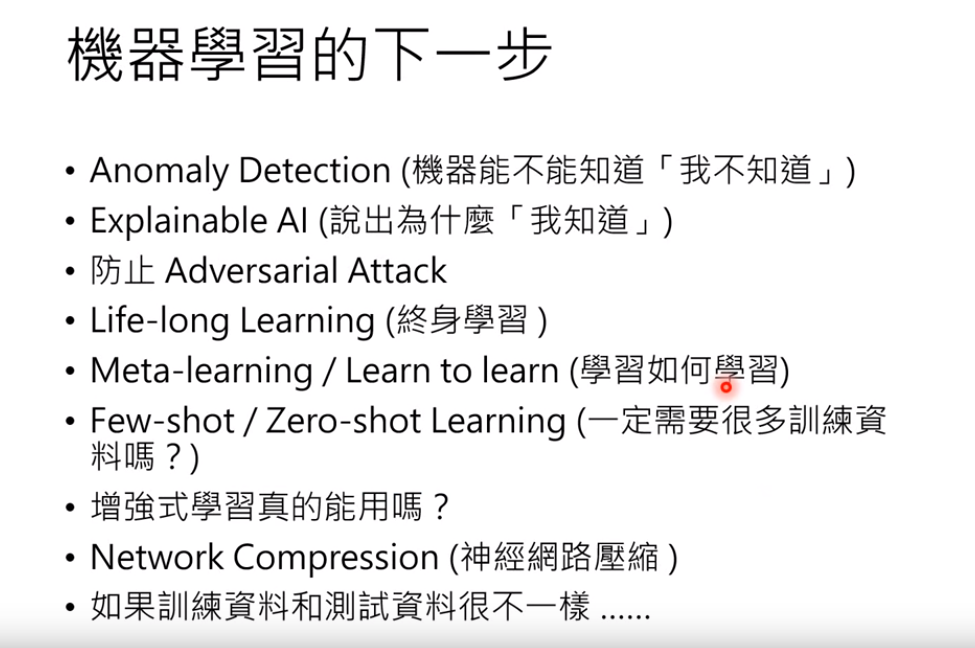 機器學習的下一步
• Anomaly Detection (機器能不能知道「我不知道」)
• Explainable AI (說出為什麼「我知道」)
• 防止 Adversarial Attack
• Life-long Learning (終身學習)
• Meta-learning / Learn to learn (學習如何學習)
• Few-shot / Zero-shot Learning (一定需要很多訓練資
料嗎？)
• 增強式學習真的能用嗎？
• Network Compression (神經網路壓縮)
• 如果訓練資料和測試資料很不一樣 ……